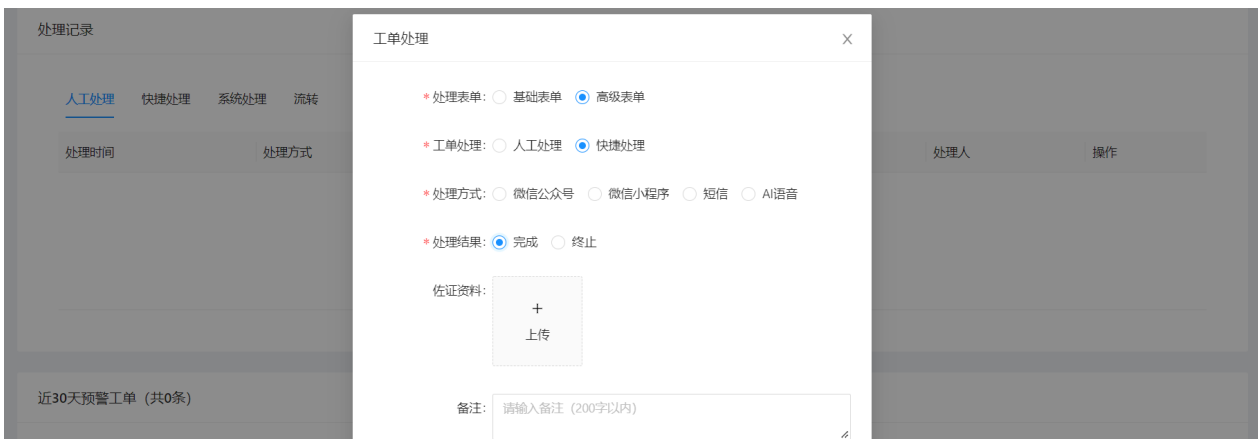 处理记录
工单处理
人工处理 快捷处理 系统处理 流转
* 处理表单: 基础表单 高级表单
* 工单处理: 人工处理 快捷处理
处理时间 处理方式 处理人 操作
* 处理方式: 微信公众号 微信小程序 短信 AI语音
* 处理结果: 完成 终止
佐证资料:
+
上传
近30天预警工单（共0条）
备注: 请输入备注（200字以内）